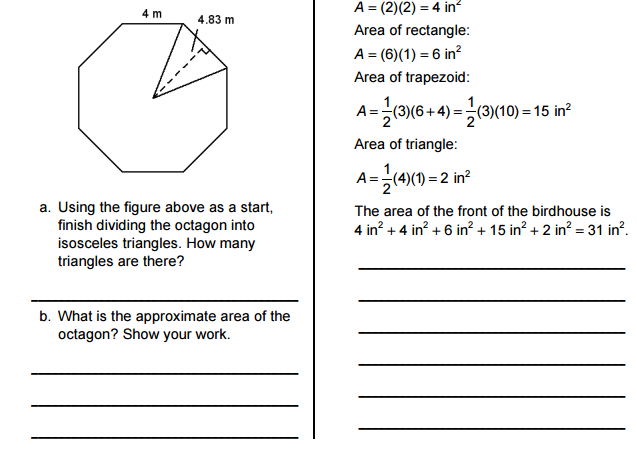 4 m
4.83 m
a. Using the figure above as a start,
finish dividing the octagon into
isosceles triangles. How many
triangles are there?
b. What is the approximate area of the
octagon? Show your work.
A = (2)(2) = 4 in²
Area of rectangle:
A = (6)(1) = 6 in²
Area of trapezoid:
A = 1/2(3)(6 + 4) = 1/2(3)(10) = 15 in²
Area of triangle:
A = 1/2(4)(1) = 2 in²
The area of the front of the birdhouse is
4 in² + 4 in² + 6 in² + 15 in² + 2 in² = 31 in².